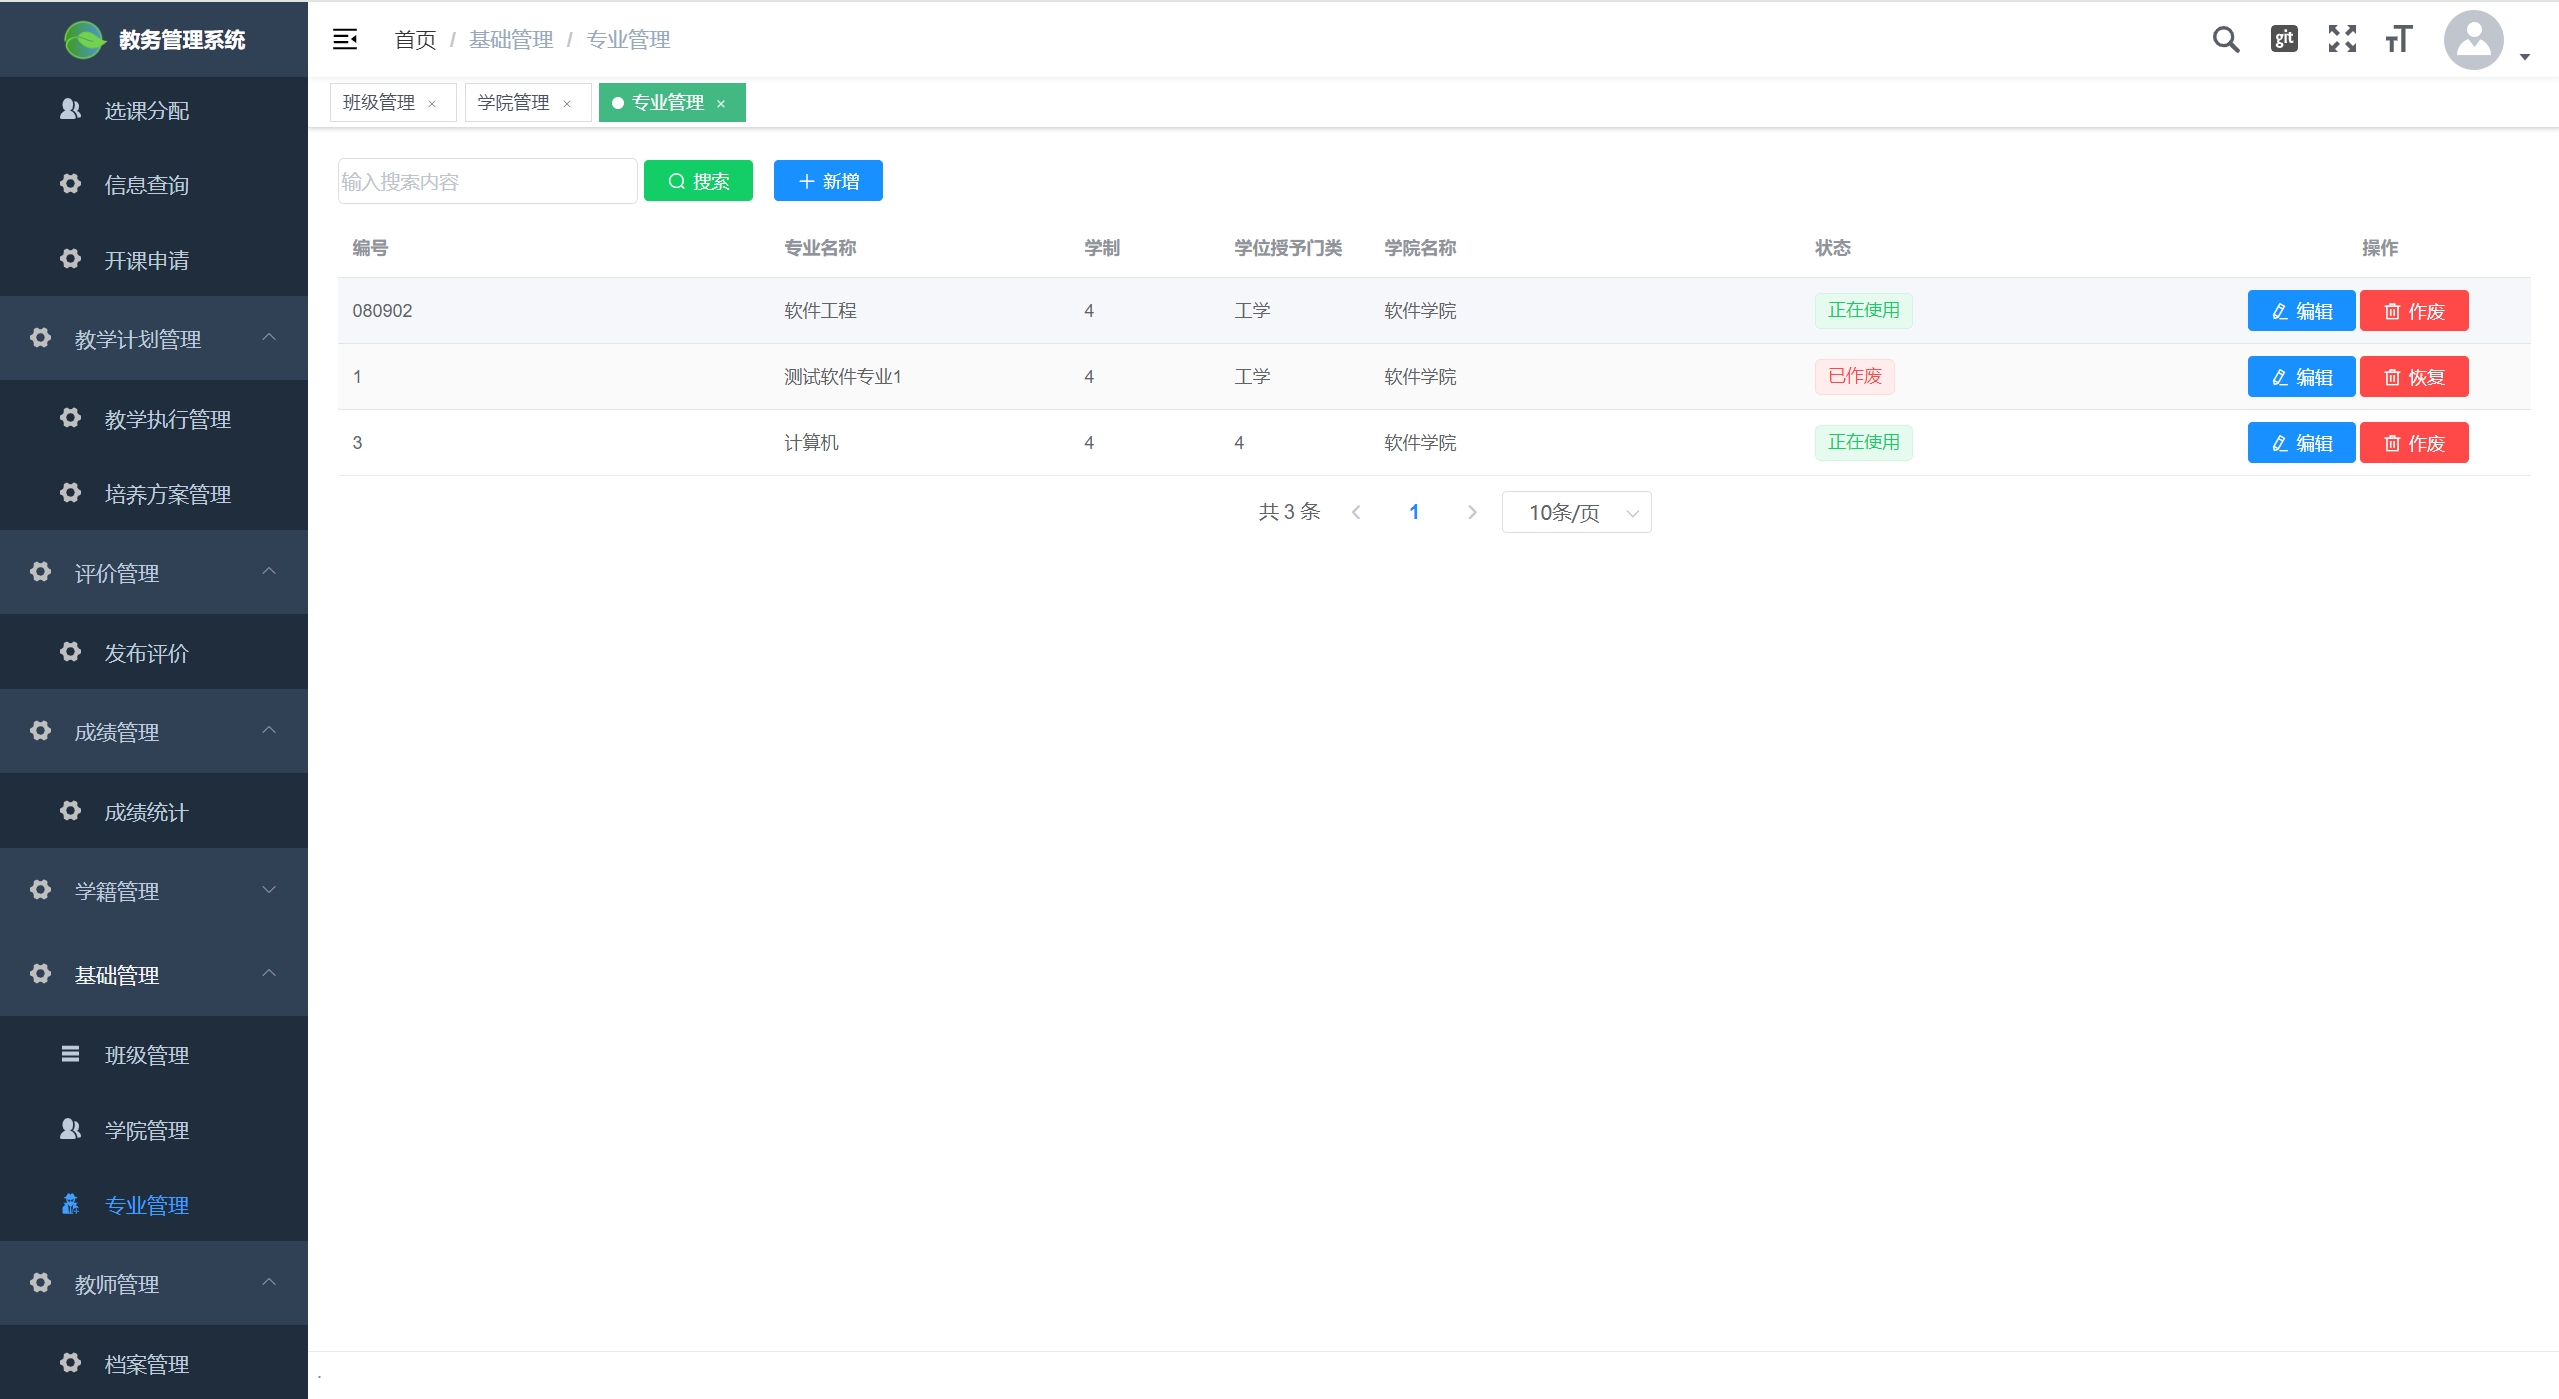 教务管理系统
首页 / 基础管理 / 专业管理
git
选课分配
信息查询
开课申请
教学计划管理
教学执行管理
培养方案管理
评价管理
发布评价
成绩管理
成绩统计
学籍管理
基础管理
班级管理
学院管理
专业管理
教师管理
档案管理
班级管理 × 学院管理 × 专业管理 ×
输入搜索内容 搜索 新增
编号 专业名称 学制 学位授予门类 学院名称 状态 操作
080902 软件工程 4 工学 软件学院 正在使用 编辑 作废
1 测试软件专业1 4 工学 软件学院 已作废 编辑 恢复
3 计算机 4 4 软件学院 正在使用 编辑 作废
共 3 条 1 10条/页
.